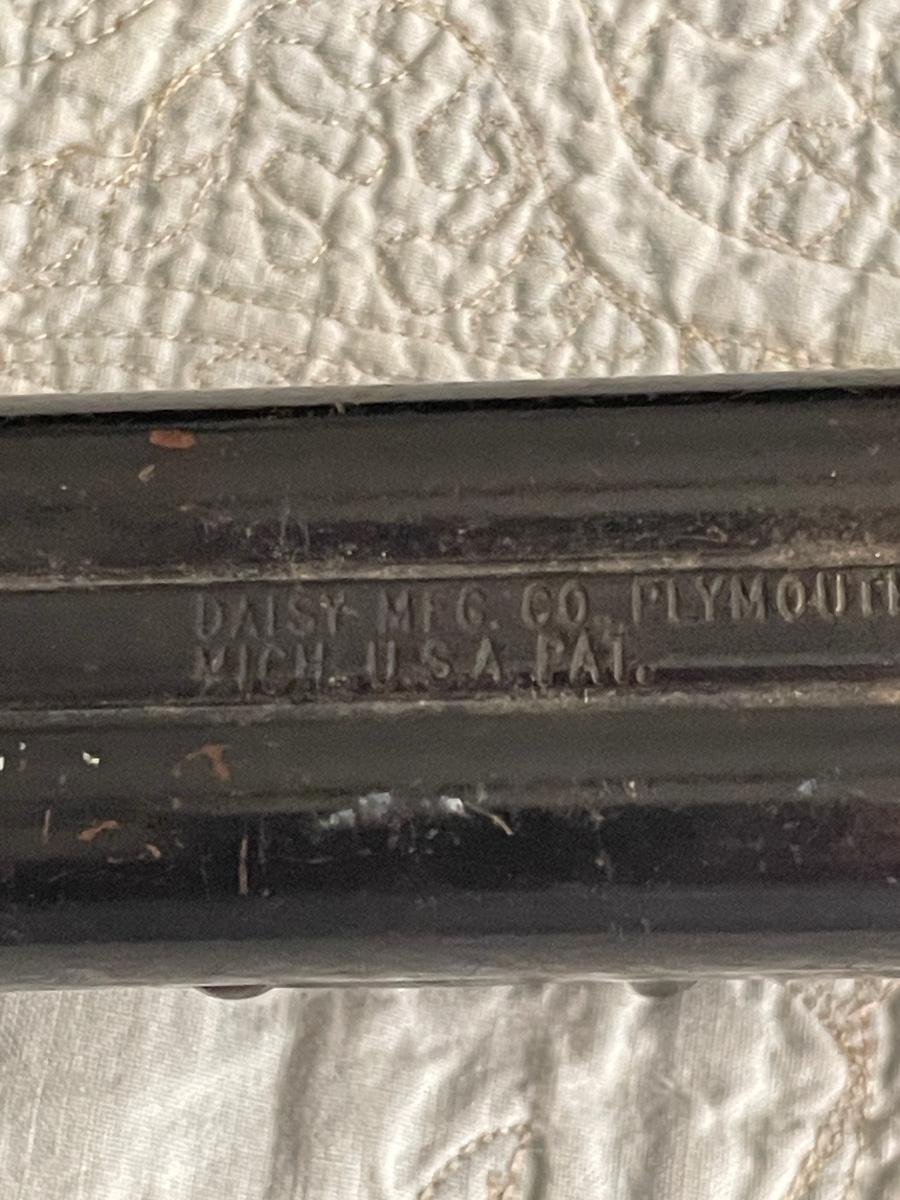 DAISY MFG. CO. PLYMOUTH
MICH. U.S.A. PAT.